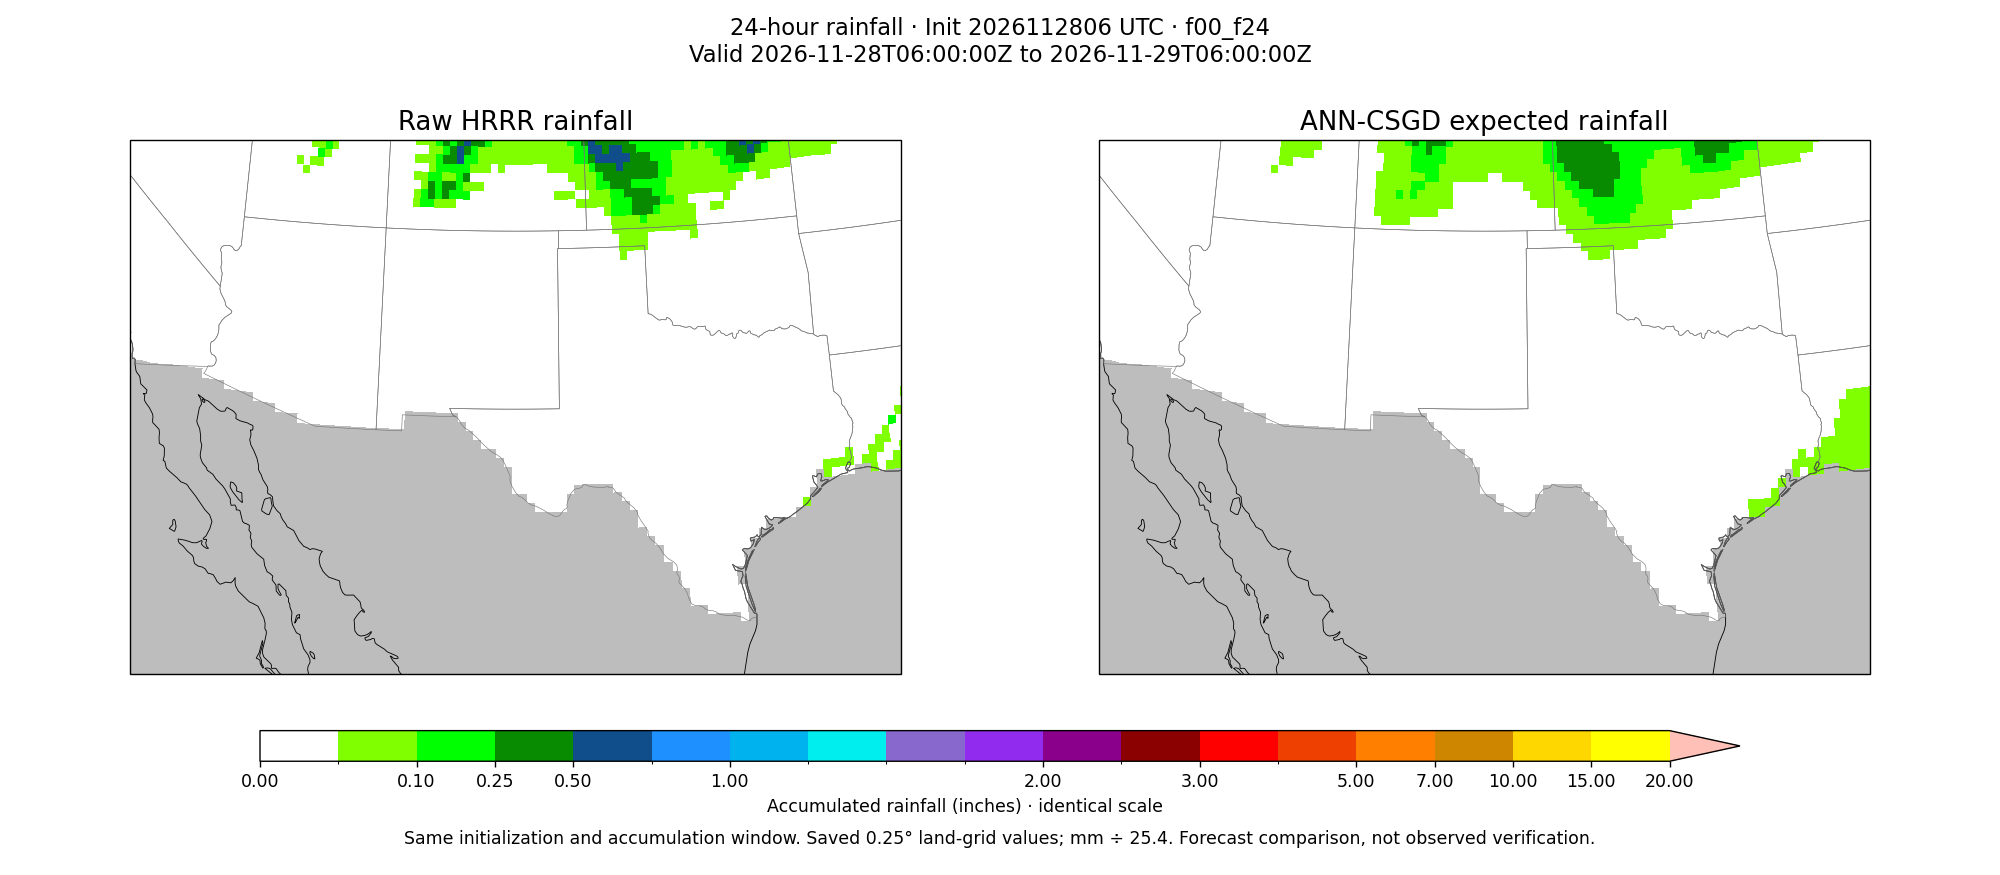 24-hour rainfall · Init 2026112806 UTC · f00_f24
Valid 2026-11-28T06:00:00Z to 2026-11-29T06:00:00Z
Raw HRRR rainfall
ANN-CSGD expected rainfall
0.00 0.10 0.25 0.50 1.00 2.00 3.00 5.00 7.00 10.00 15.00 20.00
Accumulated rainfall (inches) · identical scale
Same initialization and accumulation window. Saved 0.25° land-grid values; mm ÷ 25.4. Forecast comparison, not observed verification.